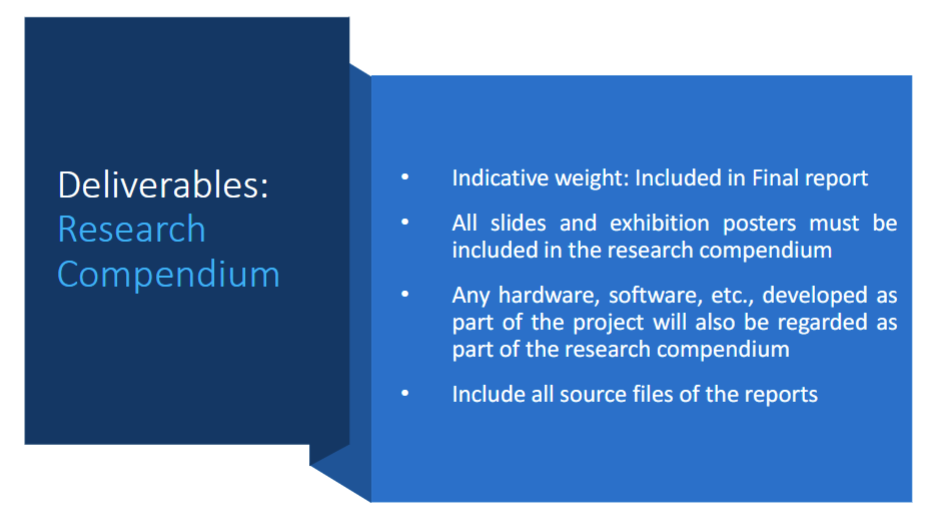 Deliverables:
Research
Compendium
• Indicative weight: Included in Final report
• All slides and exhibition posters must be
included in the research compendium
• Any hardware, software, etc., developed as
part of the project will also be regarded as
part of the research compendium
• Include all source files of the reports